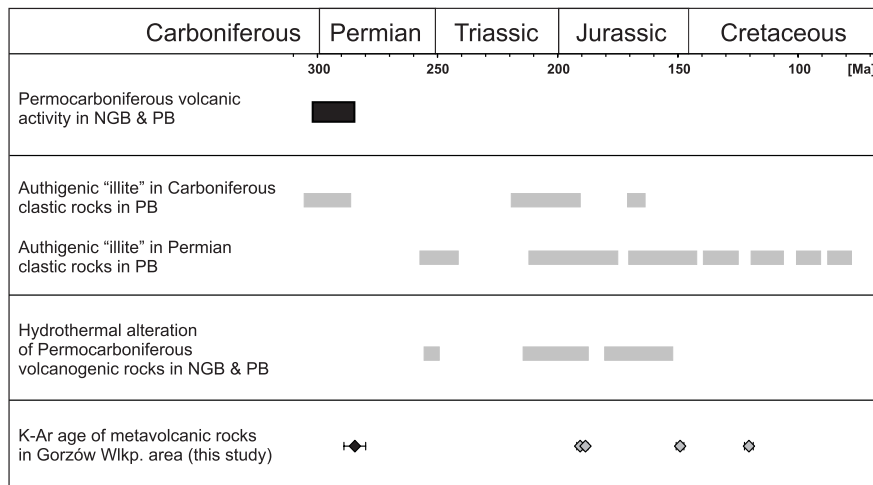 Carboniferous Permian Triassic Jurassic Cretaceous
300 250 200 150 100 [Ma]
Permocarboniferous volcanic
activity in NGB & PB
Authigenic “illite” in Carboniferous
clastic rocks in PB
Authigenic “illite” in Permian
clastic rocks in PB
Hydrothermal alteration
of Permocarboniferous
volcanogenic rocks in NGB & PB
K-Ar age of metavolcanic rocks
in Gorzów Wlkp. area (this study)